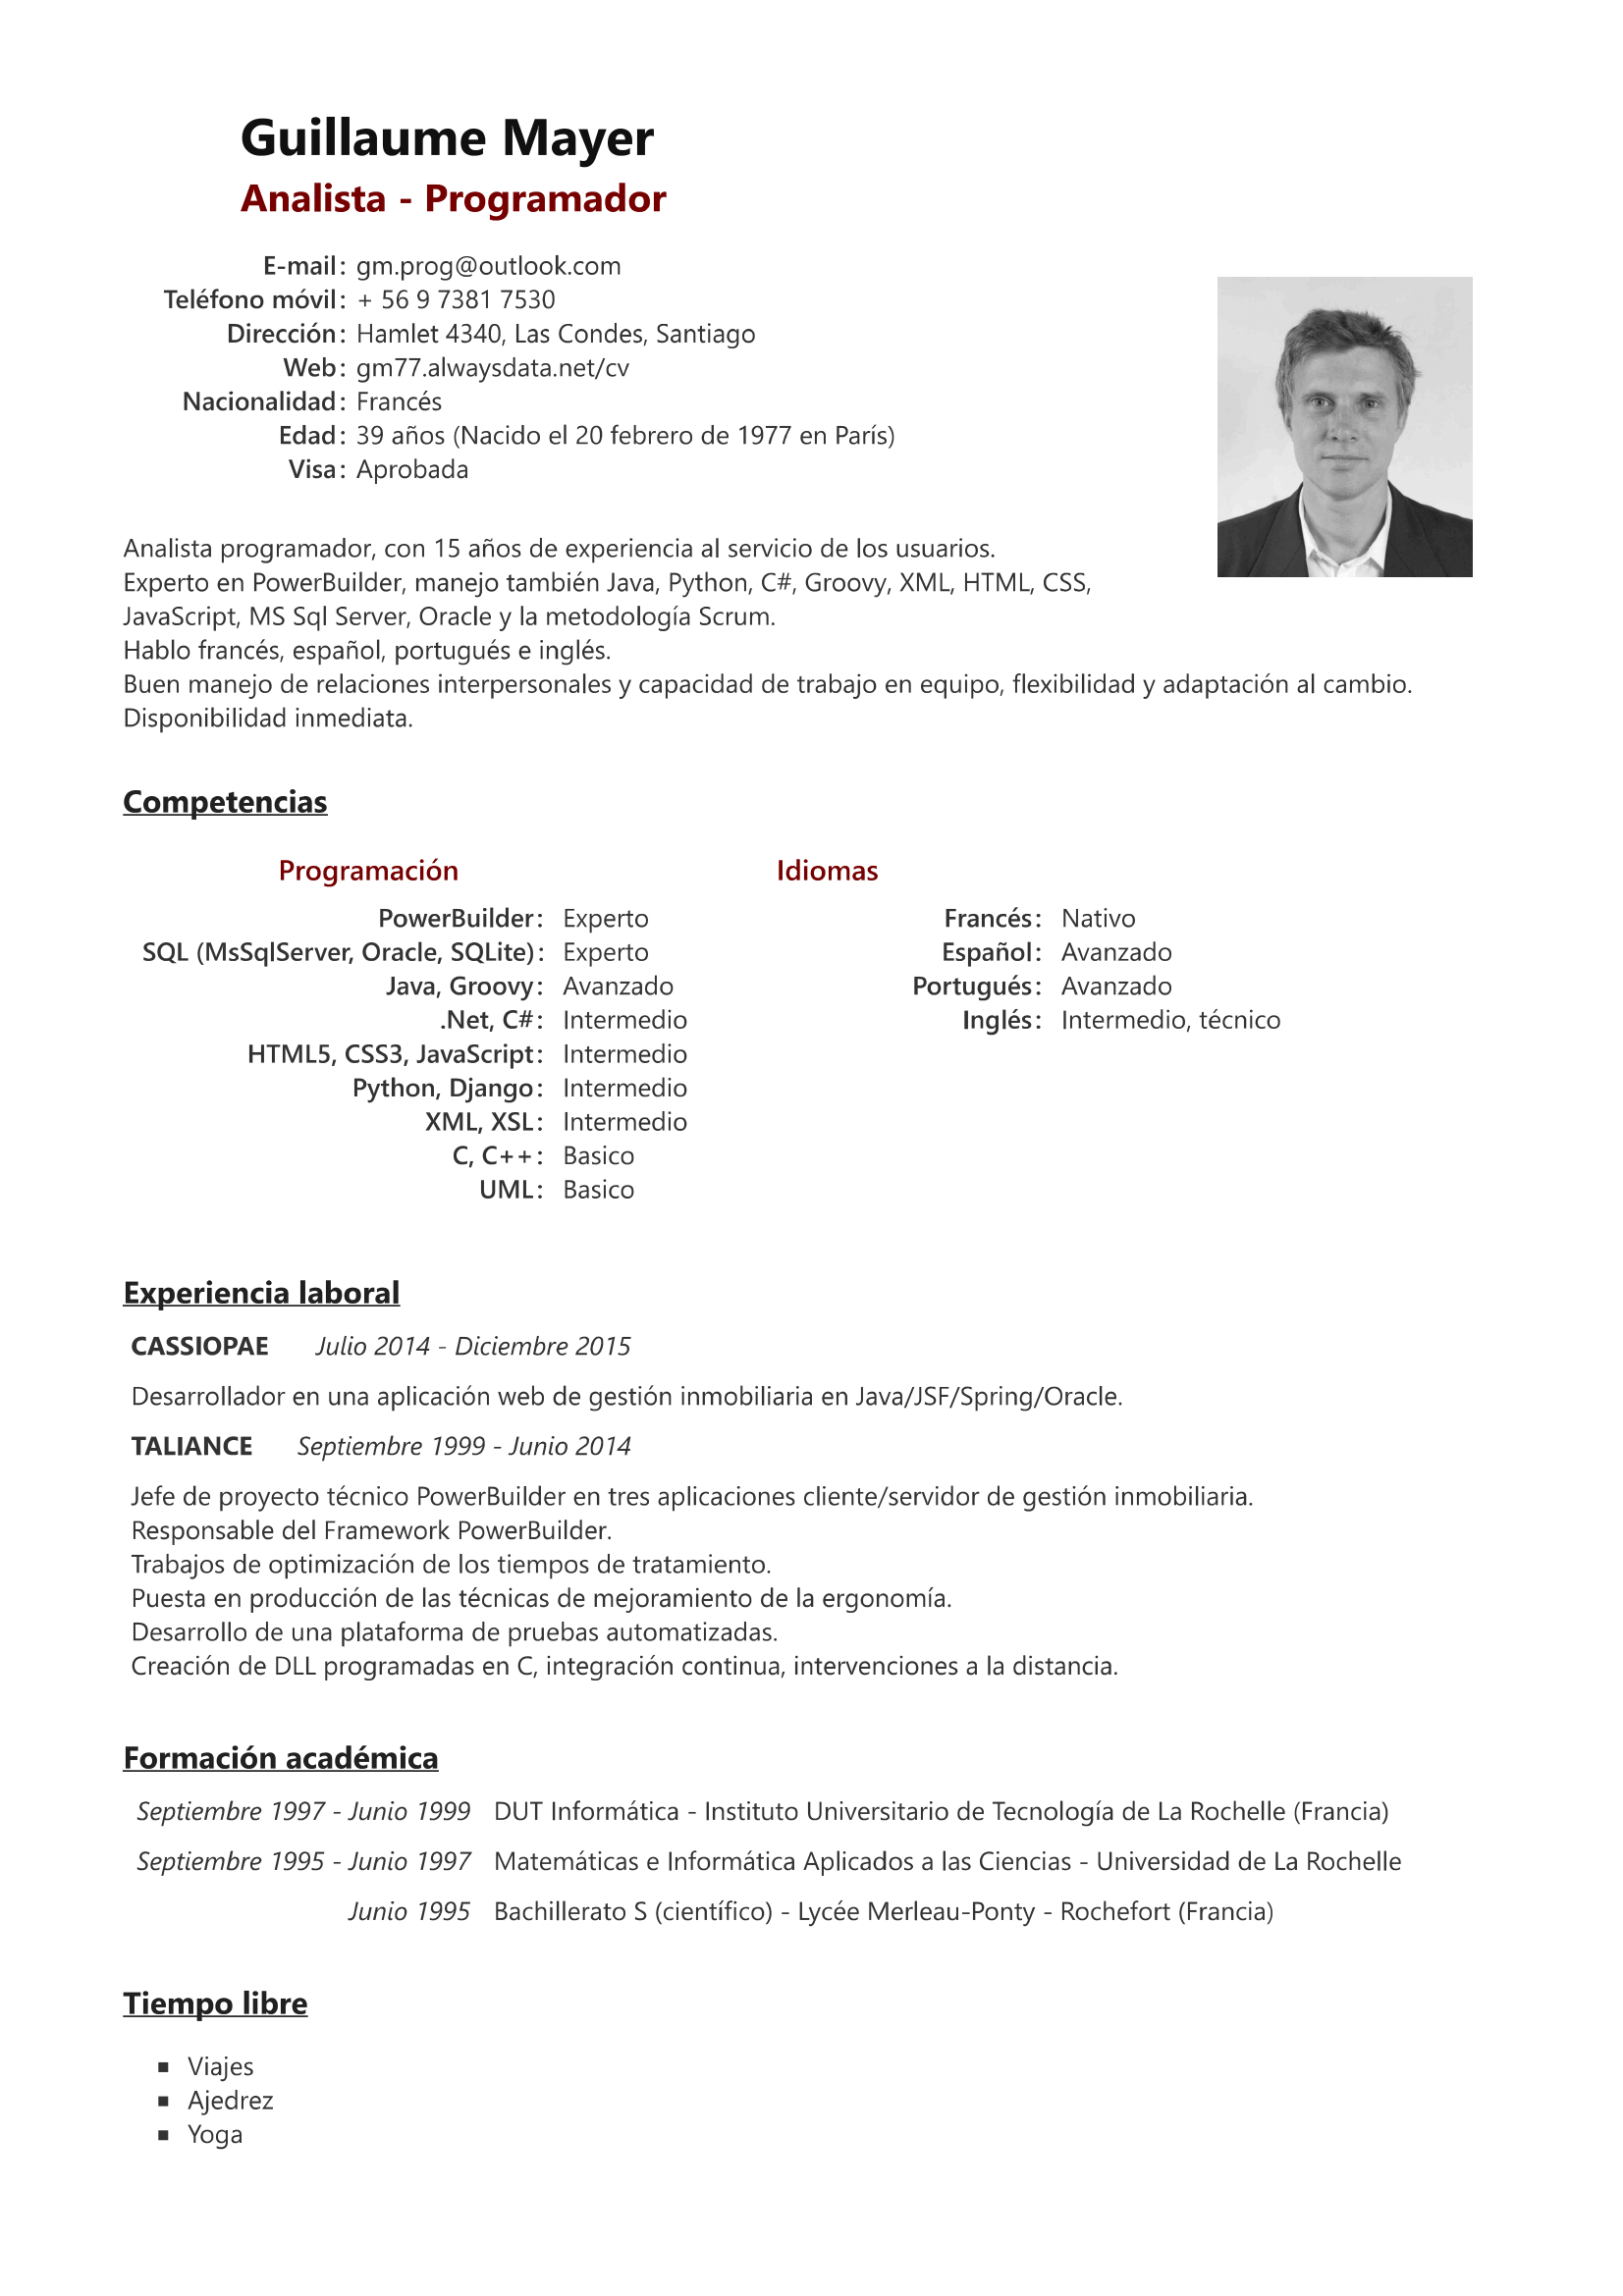 Guillaume Mayer
Analista - Programador
E-mail: gm.prog@outlook.com
Teléfono móvil: + 56 9 7381 7530
Dirección: Hamlet 4340, Las Condes, Santiago
Web: gm77.alwaysdata.net/cv
Nacionalidad: Francés
Edad: 39 años (Nacido el 20 febrero de 1977 en París)
Visa: Aprobada
Analista programador, con 15 años de experiencia al servicio de los usuarios.
Experto en PowerBuilder, manejo también Java, Python, C#, Groovy, XML, HTML, CSS,
JavaScript, MS Sql Server, Oracle y la metodología Scrum.
Hablo francés, español, portugués e inglés.
Buen manejo de relaciones interpersonales y capacidad de trabajo en equipo, flexibilidad y adaptación al cambio.
Disponibilidad inmediata.
Competencias
Programación
PowerBuilder: Experto
SQL (MsSqlServer, Oracle, SQLite): Experto
Java, Groovy: Avanzado
.Net, C#: Intermedio
HTML5, CSS3, JavaScript: Intermedio
Python, Django: Intermedio
XML, XSL: Intermedio
C, C++: Basico
UML: Basico
Idiomas
Francés: Nativo
Español: Avanzado
Portugués: Avanzado
Inglés: Intermedio, técnico
Experiencia laboral
CASSIOPAE Julio 2014 - Diciembre 2015
Desarrollador en una aplicación web de gestión inmobiliaria en Java/JSF/Spring/Oracle.
TALIANCE Septiembre 1999 - Junio 2014
Jefe de proyecto técnico PowerBuilder en tres aplicaciones cliente/servidor de gestión inmobiliaria.
Responsable del Framework PowerBuilder.
Trabajos de optimización de los tiempos de tratamiento.
Puesta en producción de las técnicas de mejoramiento de la ergonomía.
Desarrollo de una plataforma de pruebas automatizadas.
Creación de DLL programadas en C, integración continua, intervenciones a la distancia.
Formación académica
Septiembre 1997 - Junio 1999 DUT Informática - Instituto Universitario de Tecnología de La Rochelle (Francia)
Septiembre 1995 - Junio 1997 Matemáticas e Informática Aplicados a las Ciencias - Universidad de La Rochelle
Junio 1995 Bachillerato S (científico) - Lycée Merleau-Ponty - Rochefort (Francia)
Tiempo libre
▪ Viajes
▪ Ajedrez
▪ Yoga